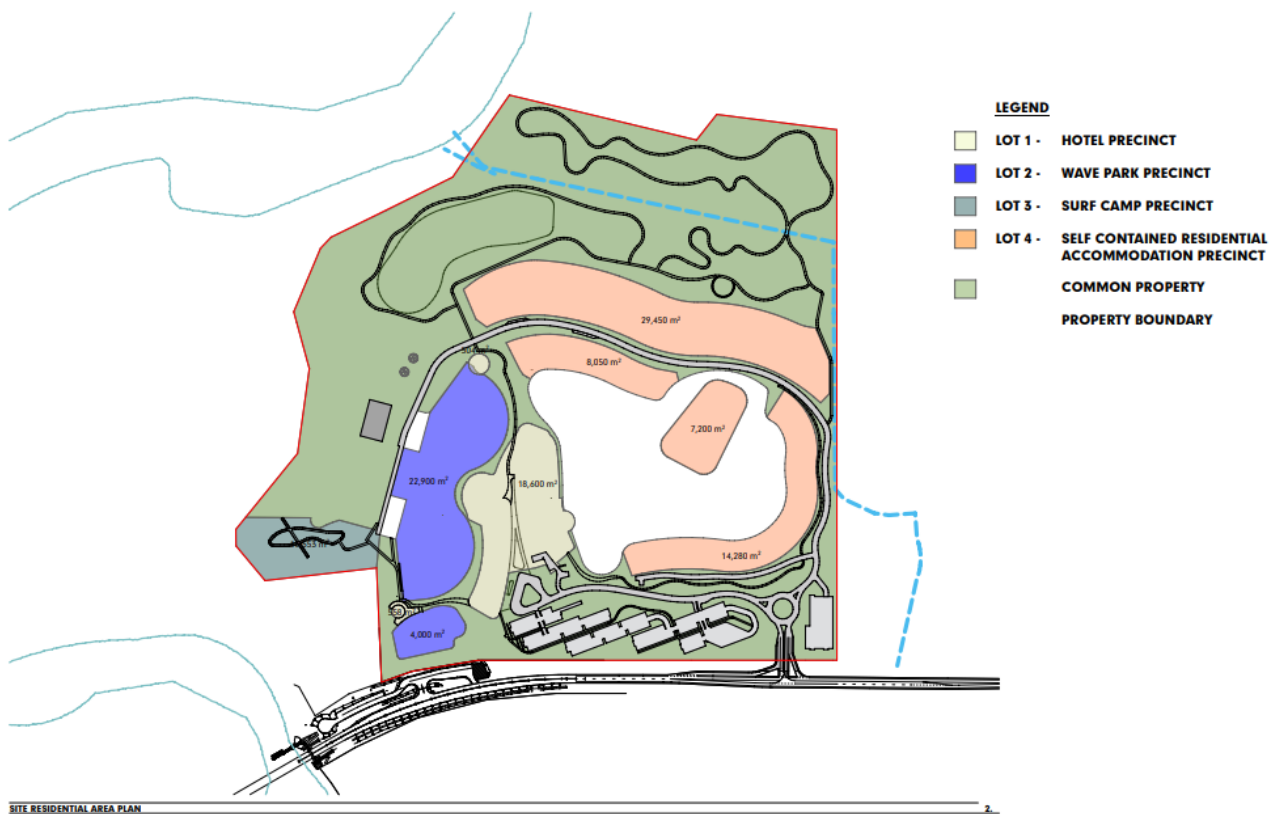 LEGEND
LOT 1 - HOTEL PRECINCT
LOT 2 - WAVE PARK PRECINCT
LOT 3 - SURF CAMP PRECINCT
LOT 4 - SELF CONTAINED RESIDENTIAL
ACCOMMODATION PRECINCT
COMMON PROPERTY
PROPERTY BOUNDARY
29,450 m²
8,050 m²
7,200 m²
22,900 m²
18,600 m²
14,280 m²
4,000 m²
SITE RESIDENTIAL AREA PLAN
2.